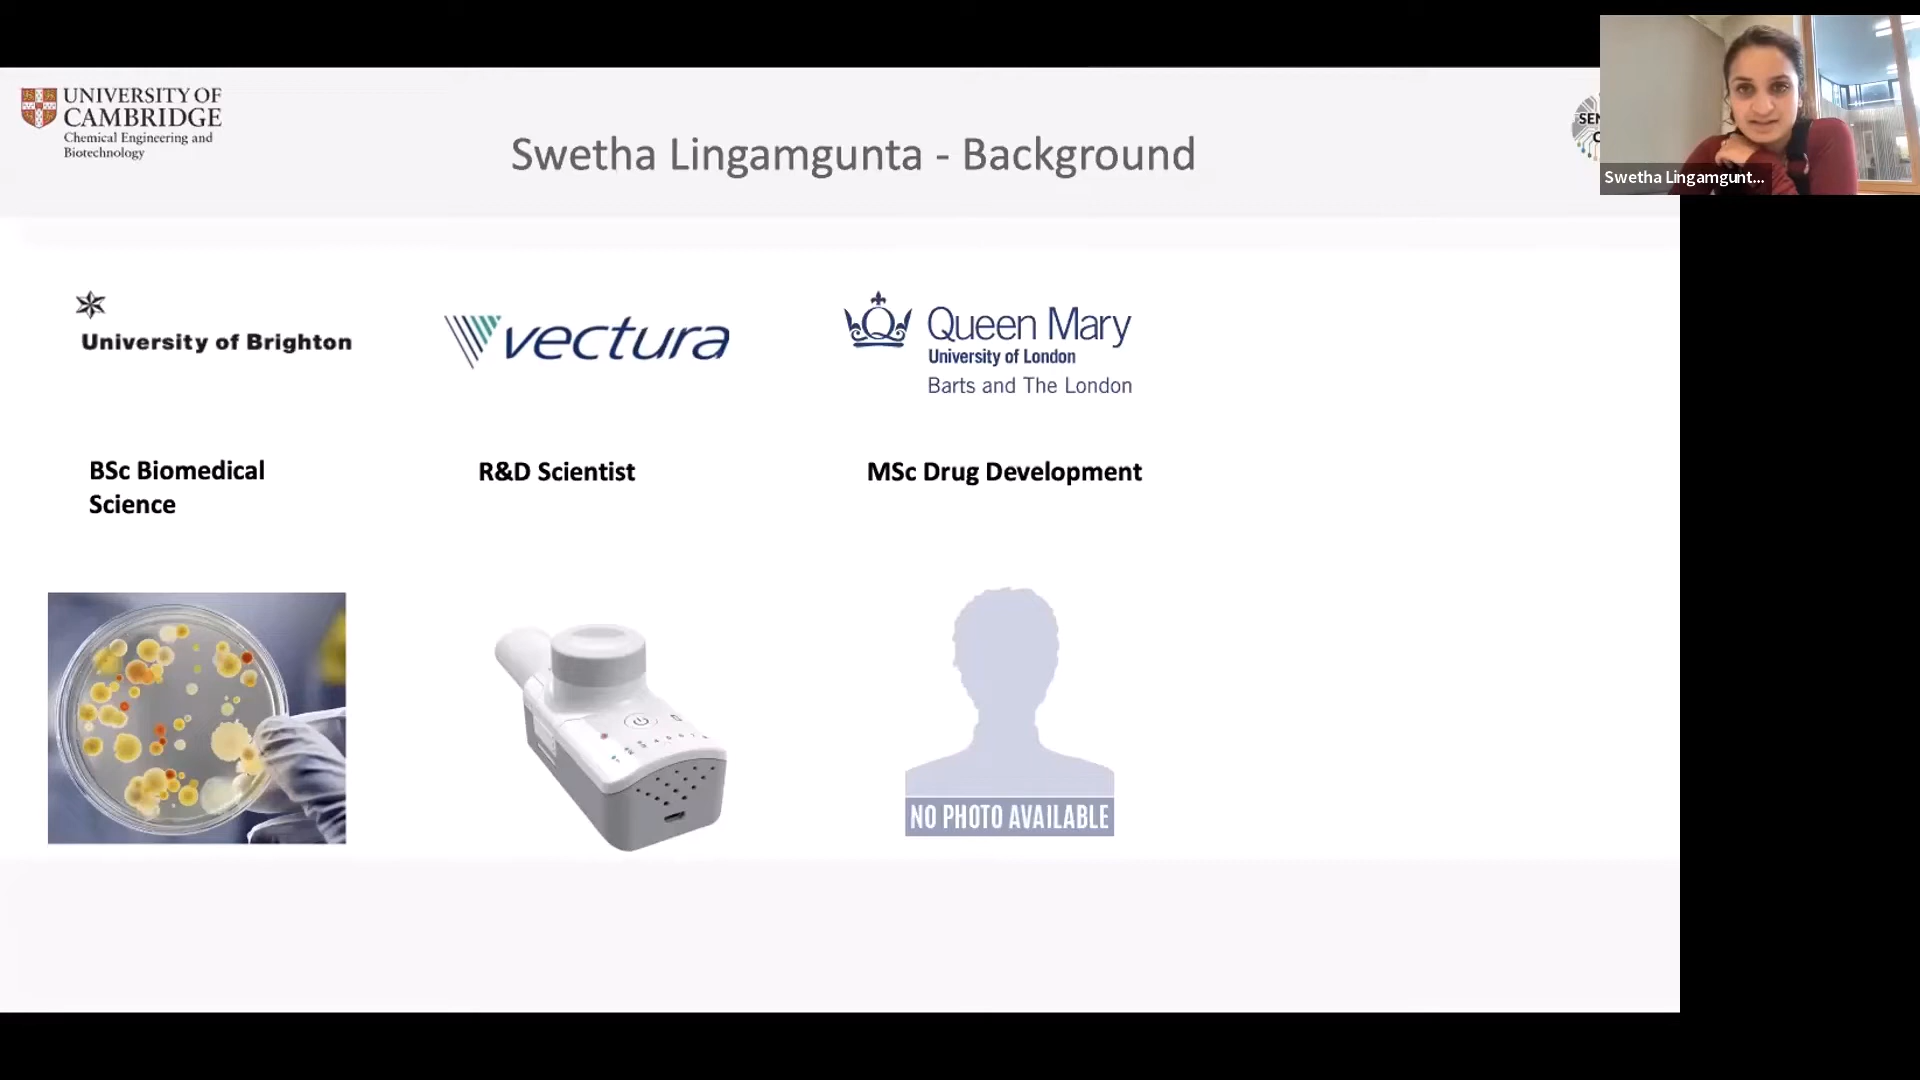 UNIVERSITY OF
CAMBRIDGE
Chemical Engineering and
Biotechnology
Swetha Lingamgunta - Background
SEN
Swetha Lingamgunt...
University of Brighton
vectura
Queen Mary
University of London
Barts and The London
BSc Biomedical
Science
R&D Scientist
MSc Drug Development
NO PHOTO AVAILABLE